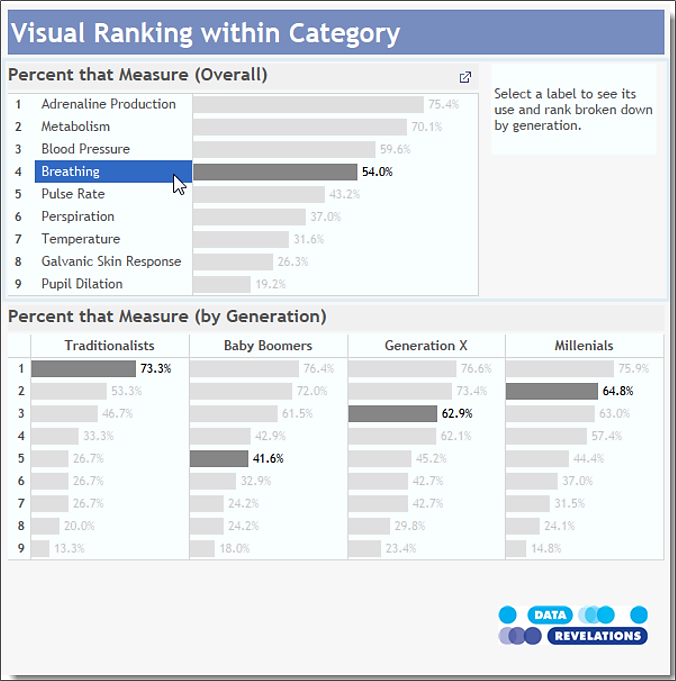 Visual Ranking within Category
Percent that Measure (Overall)
1 Adrenaline Production 75.4%
2 Metabolism 70.1%
3 Blood Pressure 59.6%
4 Breathing 54.0%
5 Pulse Rate 43.2%
6 Perspiration 37.0%
7 Temperature 31.6%
8 Galvanic Skin Response 26.3%
9 Pupil Dilation 19.2%
Select a label to see its
use and rank broken down
by generation.
Percent that Measure (by Generation)
Traditionalists Baby Boomers Generation X Millenials
1 73.3% 76.4% 76.6% 75.9%
2 53.3% 72.0% 73.4% 64.8%
3 46.7% 61.5% 62.9% 63.0%
4 33.3% 42.9% 62.1% 57.4%
5 26.7% 41.6% 45.2% 44.4%
6 26.7% 32.9% 42.7% 37.0%
7 26.7% 24.2% 42.7% 31.5%
8 20.0% 24.2% 29.8% 24.1%
9 13.3% 18.0% 23.4% 14.8%
DATA
REVELATIONS